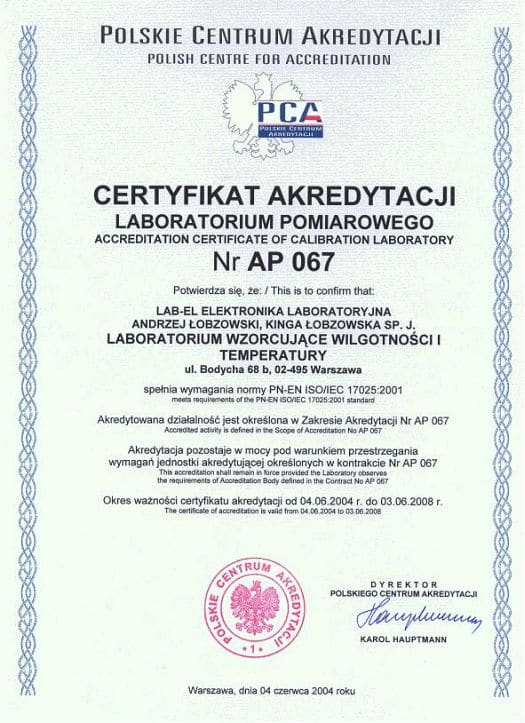 POLSKIE CENTRUM AKREDYTACJI
POLISH CENTRE FOR ACCREDITATION
PCA
POLSKIE CENTRUM
AKREDYTACJI
CERTYFIKAT AKREDYTACJI
LABORATORIUM POMIAROWEGO
ACCREDITATION CERTIFICATE OF CALIBRATION LABORATORY
Nr AP 067
Potwierdza się, że: / This is to confirm that:
LAB-EL ELEKTRONIKA LABORATORYJNA
ANDRZEJ ŁOBZOWSKI, KINGA ŁOBZOWSKA SP. J.
LABORATORIUM WZORCUJĄCE WILGOTNOŚCI I
TEMPERATURY
ul. Bodycha 68 b, 02-495 Warszawa
spełnia wymagania normy PN-EN ISO/IEC 17025:2001
meets requirements of the PN-EN ISO/IEC 17025:2001 standard
Akredytowana działalność jest określona w Zakresie Akredytacji Nr AP 067
Accredited activity is defined in the Scope of Accreditation No AP 067
Akredytacja pozostaje w mocy pod warunkiem przestrzegania
wymagań jednostki akredytującej określonych w kontrakcie Nr AP 067
This accreditation shall remain in force provided the Laboratory observes
the requirements of Accreditation Body defined in the Contract No AP 067
Okres ważności certyfikatu akredytacji od 04.06.2004 r. do 03.06.2008 r.
The certificate of accreditation is valid from 04.06.2004 to 03.06.2008
POLSKIE CENTRUM AKREDYTACJI
* 1 *
DYREKTOR
POLSKIEGO CENTRUM AKREDYTACJI
Hauptmann
KAROL HAUPTMANN
Warszawa, dnia 04 czerwca 2004 roku